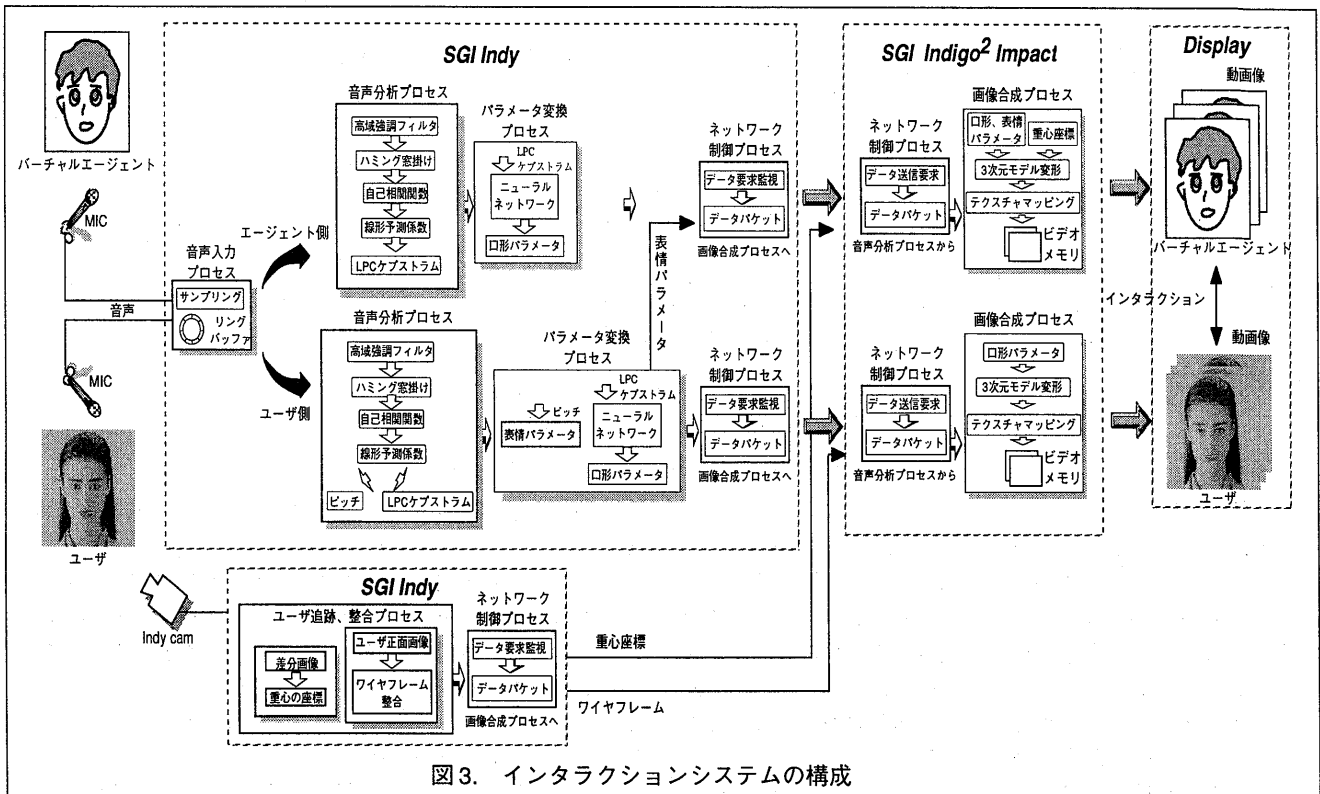 SGI Indy
SGI Indigo2 Impact
Display
バーチャルエージェント
MIC
音声
MIC
ユーザ
音声入力
プロセス
サンプリング
リング
バッファ
エージェント側
ユーザ側
音声分析プロセス
高域強調フィルタ
ハミング窓掛け
自己相関関数
線形予測係数
LPCケプストラム
パラメータ変換
プロセス
LPC
ケプストラム
ニューラル
ネットワーク
口形パラメータ
ネットワーク
制御プロセス
データ要求監視
データパケット
画像合成プロセスへ
表情パラメータ
音声分析プロセス
高域強調フィルタ
ハミング窓掛け
自己相関関数
線形予測係数
ピッチ
LPCケプストラム
パラメータ変換
プロセス
ピッチ
表情パラメータ
LPC
ケプストラム
ニューラル
ネットワーク
口形パラメータ
ネットワーク
制御プロセス
データ要求監視
データパケット
画像合成プロセスへ
ネットワーク
制御プロセス
データ送信要求
データパケット
音声分析プロセスから
画像合成プロセス
口形、表情
パラメータ
重心座標
3次元モデル変形
テクスチャマッピング
ビデオ
メモリ
ネットワーク
制御プロセス
データ送信要求
データパケット
音声分析プロセスから
画像合成プロセス
口形パラメータ
3次元モデル変形
テクスチャマッピング
ビデオ
メモリ
動画像
バーチャルエージェント
インタラクション
動画像
ユーザ
Indy cam
SGI Indy
ユーザ追跡、整合プロセス
差分画像
重心の座標
ユーザ正面画像
ワイヤフレーム
整合
ネットワーク
制御プロセス
データ要求監視
データパケット
画像合成プロセスへ
重心座標
ワイヤフレーム
図3. インタラクションシステムの構成